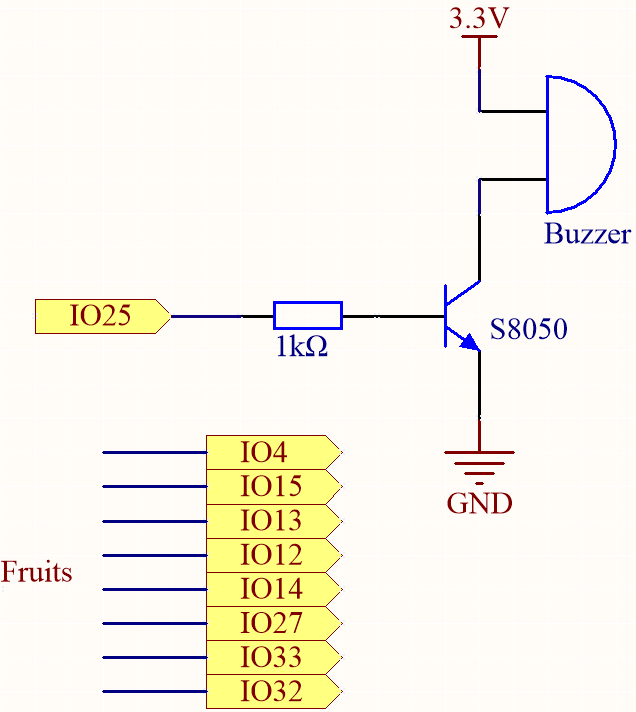 3.3V
Buzzer
IO25
1kΩ
S8050
GND
Fruits
IO4
IO15
IO13
IO12
IO14
IO27
IO33
IO32